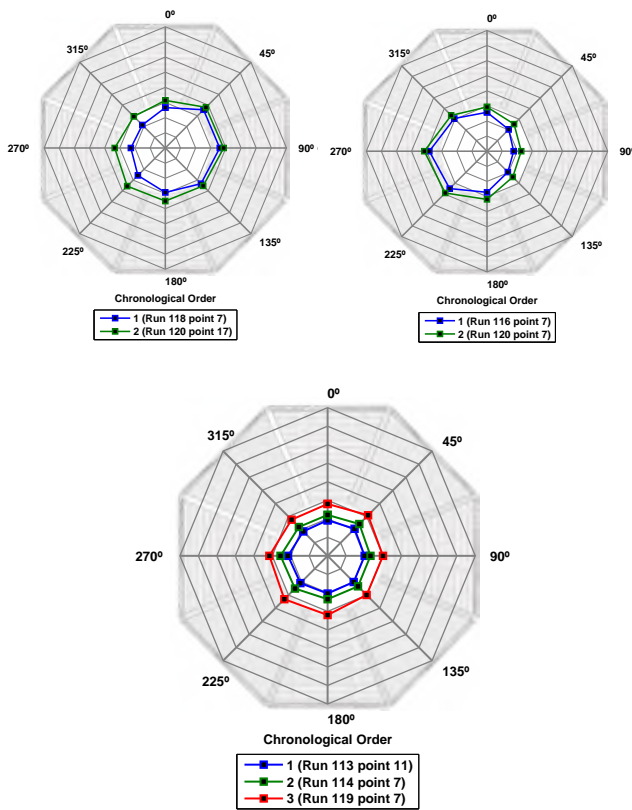 0º
315º
45º
270º
90º
225º
135º
180º
Chronological Order
1 (Run 118 point 7)
2 (Run 120 point 17)
0º
315º
45º
270º
90º
225º
135º
180º
Chronological Order
1 (Run 116 point 7)
2 (Run 120 point 7)
0º
315º
45º
270º
90º
225º
135º
180º
Chronological Order
1 (Run 113 point 11)
2 (Run 114 point 7)
3 (Run 119 point 7)